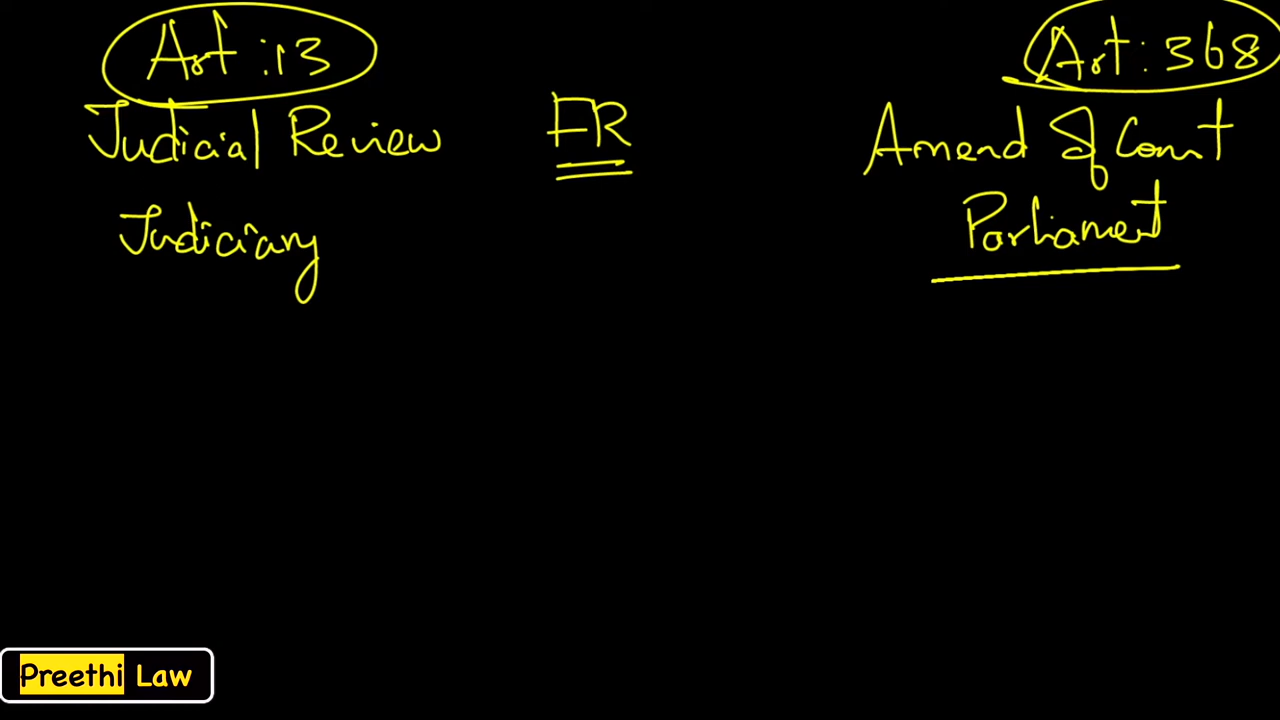 Art : 13
Judicial Review
Judiciary
FR
Art : 368
Amend of Const
Parliament
Preethi Law